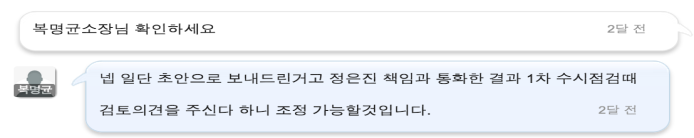 복명균소장님 확인하세요
2달 전
복명균
넵 일단 초안으로 보내드린거고 정은진 책임과 통화한 결과 1차 수시점검때
검토의견을 주신다 하니 조정 가능할것입니다.
2달 전